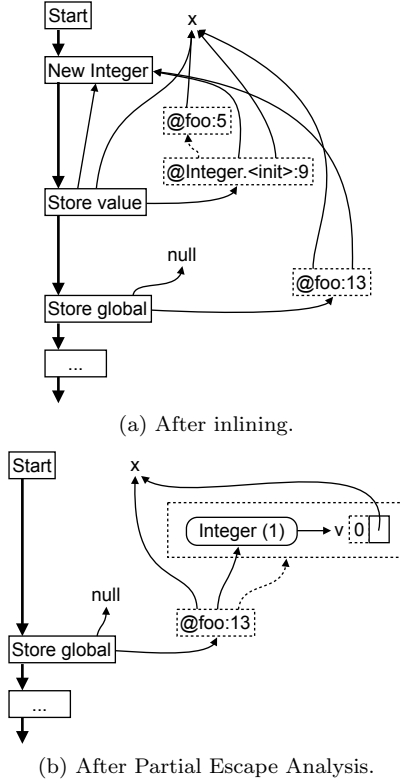 Start
x
New Integer
@foo:5
@Integer.<init>:9
Store value
null
@foo:13
Store global
...
(a) After inlining.
Start
x
Integer (1)
v
0
null
@foo:13
Store global
...
(b) After Partial Escape Analysis.